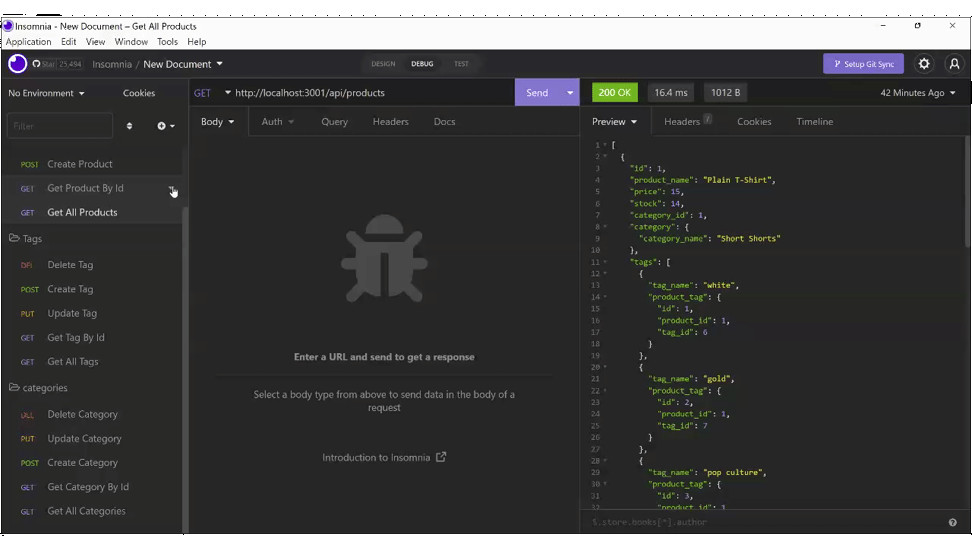 Insomnia - New Document – Get All Products
Application Edit View Window Tools Help
Star 25,494 Insomnia / New Document DESIGN DEBUG TEST Setup Git Sync
No Environment Cookies GET http://localhost:3001/api/products Send 200 OK 16.4 ms 1012 B 42 Minutes Ago
Filter Body Auth Query Headers Docs Preview Headers 7 Cookies Timeline
POST Create Product
GET Get Product By Id
GET Get All Products
Tags
DEL Delete Tag
POST Create Tag
PUT Update Tag
GET Get Tag By Id
GET Get All Tags
categories
DEL Delete Category
PUT Update Category
POST Create Category
GET Get Category By Id
GET Get All Categories
Enter a URL and send to get a response
Select a body type from above to send data in the body of a
request
Introduction to Insomnia
1 [
2 {
3 "id": 1,
4 "product_name": "Plain T-Shirt",
5 "price": 15,
6 "stock": 14,
7 "category_id": 1,
8 "category": {
9 "category_name": "Short Shorts"
10 },
11 "tags": [
12 {
13 "tag_name": "white",
14 "product_tag": {
15 "id": 1,
16 "product_id": 1,
17 "tag_id": 6
18 }
19 },
20 {
21 "tag_name": "gold",
22 "product_tag": {
23 "id": 2,
24 "product_id": 1,
25 "tag_id": 7
26 }
27 },
28 {
29 "tag_name": "pop culture",
30 "product_tag": {
31 "id": 3,
32 "product_id": 1
$.store.books[*].author